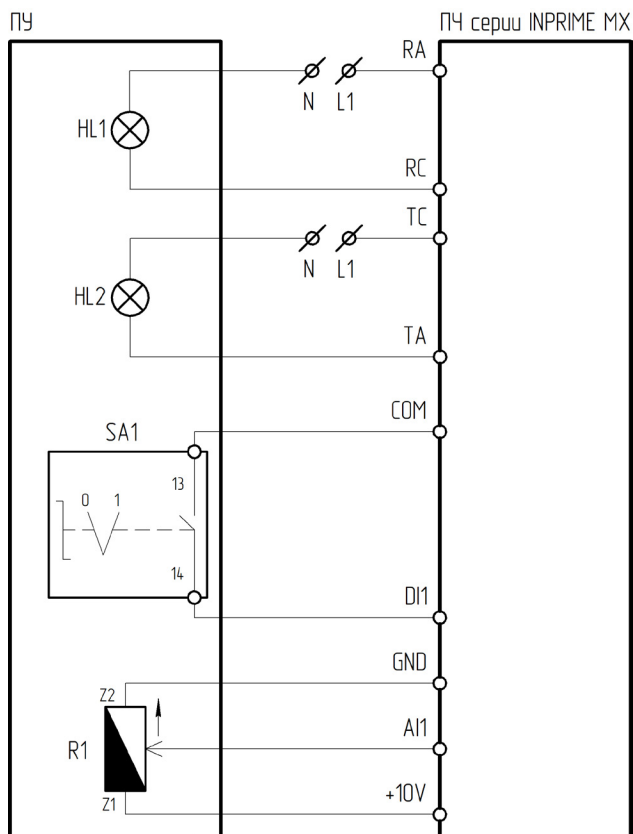 ПУ
ПЧ серии INPRIME MX
RA
N L1
HL1
RC
TC
N L1
HL2
TA
COM
SA1
13
0 1
14
DI1
GND
Z2
AI1
R1
+10V
Z1